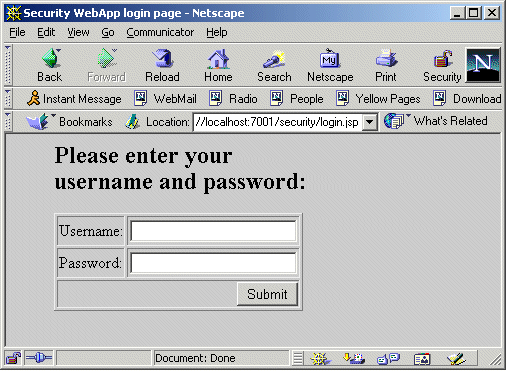 Security WebApp login page - Netscape
File Edit View Go Communicator Help
Back Forward Reload Home Search Netscape Print Security N
Instant Message WebMail Radio People Yellow Pages Download
Bookmarks Location: //localhost:7001/security/login.jsp What's Related
Please enter your
username and password:
Username:
Password:
Submit
Document: Done